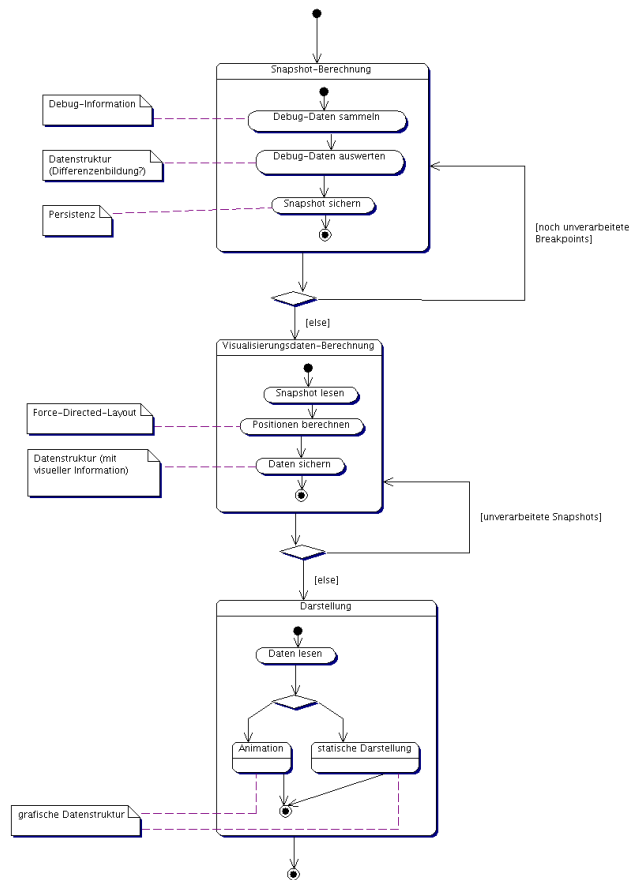 Snapshot-Berechnung
Debug-Information
Debug-Daten sammeln
Datenstruktur
(Differenzenbildung?)
Debug-Daten auswerten
Persistenz
Snapshot sichern
[noch unverarbeitete
Breakpoints]
[else]
Visualisierungsdaten-Berechnung
Snapshot lesen
Force-Directed-Layout
Positionen berechnen
Datenstruktur (mit
visueller Information)
Daten sichern
[unverarbeitete Snapshots]
[else]
Darstellung
Daten lesen
Animation
statische Darstellung
grafische Datenstruktur